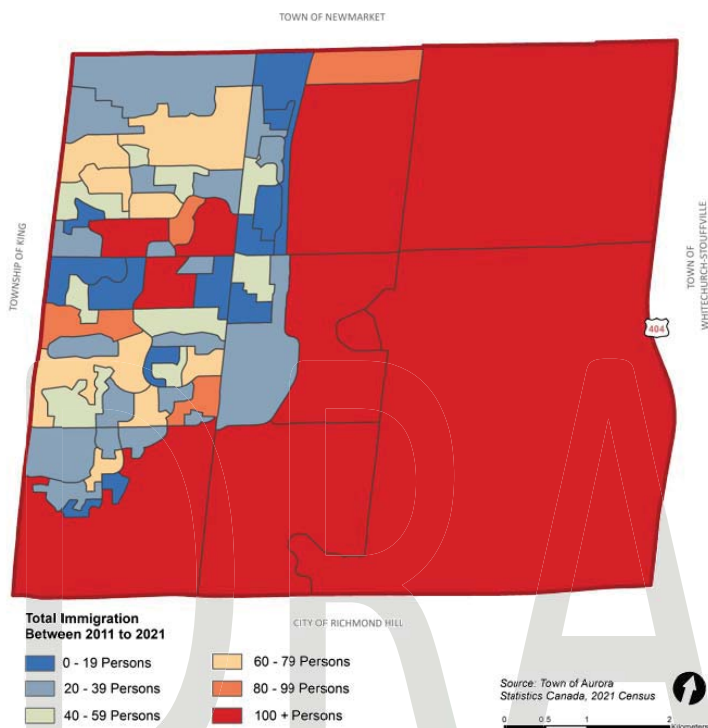 TOWN OF NEWMARKET
TOWNSHIP OF KING
TOWN OF
WHITECHURCH-STOUFFVILLE
404
CITY OF RICHMOND HILL
Total Immigration
Between 2011 to 2021
0 - 19 Persons
20 - 39 Persons
40 - 59 Persons
60 - 79 Persons
80 - 99 Persons
100 + Persons
Source: Town of Aurora
Statistics Canada, 2021 Census
0 0.5 1 2
Kilometers
DRA